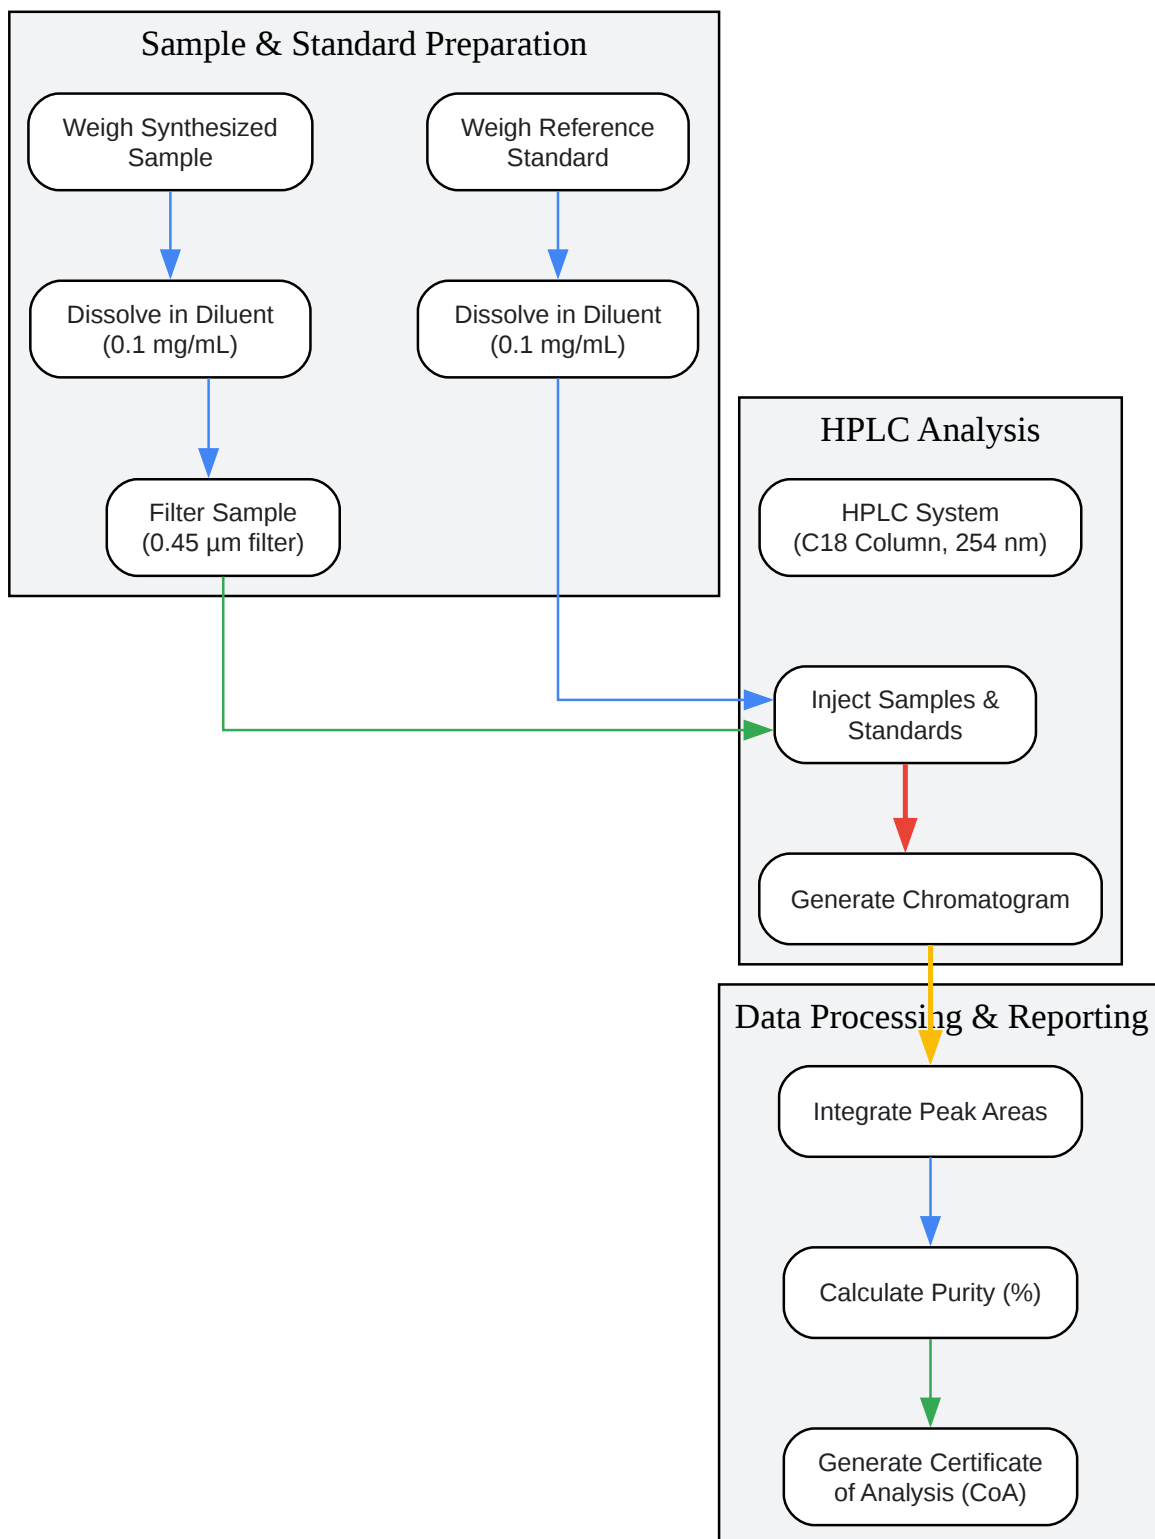 Sample & Standard Preparation
Weigh Synthesized
Sample
Weigh Reference
Standard
Dissolve in Diluent
(0.1 mg/mL)
Dissolve in Diluent
(0.1 mg/mL)
Filter Sample
(0.45 µm filter)
HPLC Analysis
HPLC System
(C18 Column, 254 nm)
Inject Samples &
Standards
Generate Chromatogram
Data Processing & Reporting
Integrate Peak Areas
Calculate Purity (%)
Generate Certificate
of Analysis (CoA)